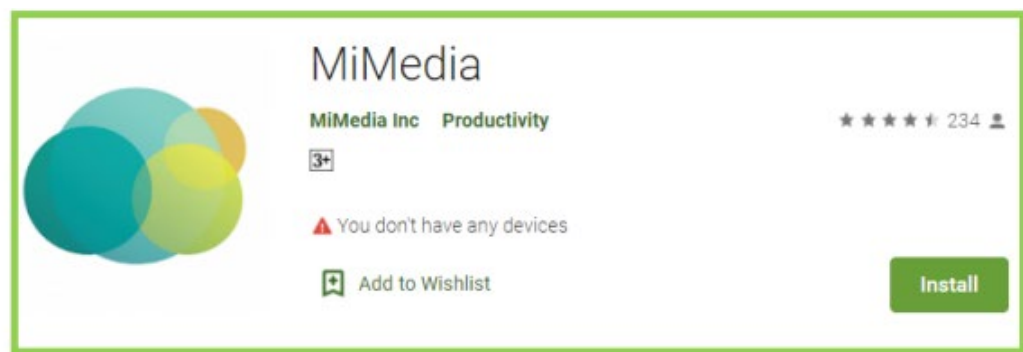 MiMedia
MiMedia Inc Productivity
234
3+
You don't have any devices
Add to Wishlist
Install